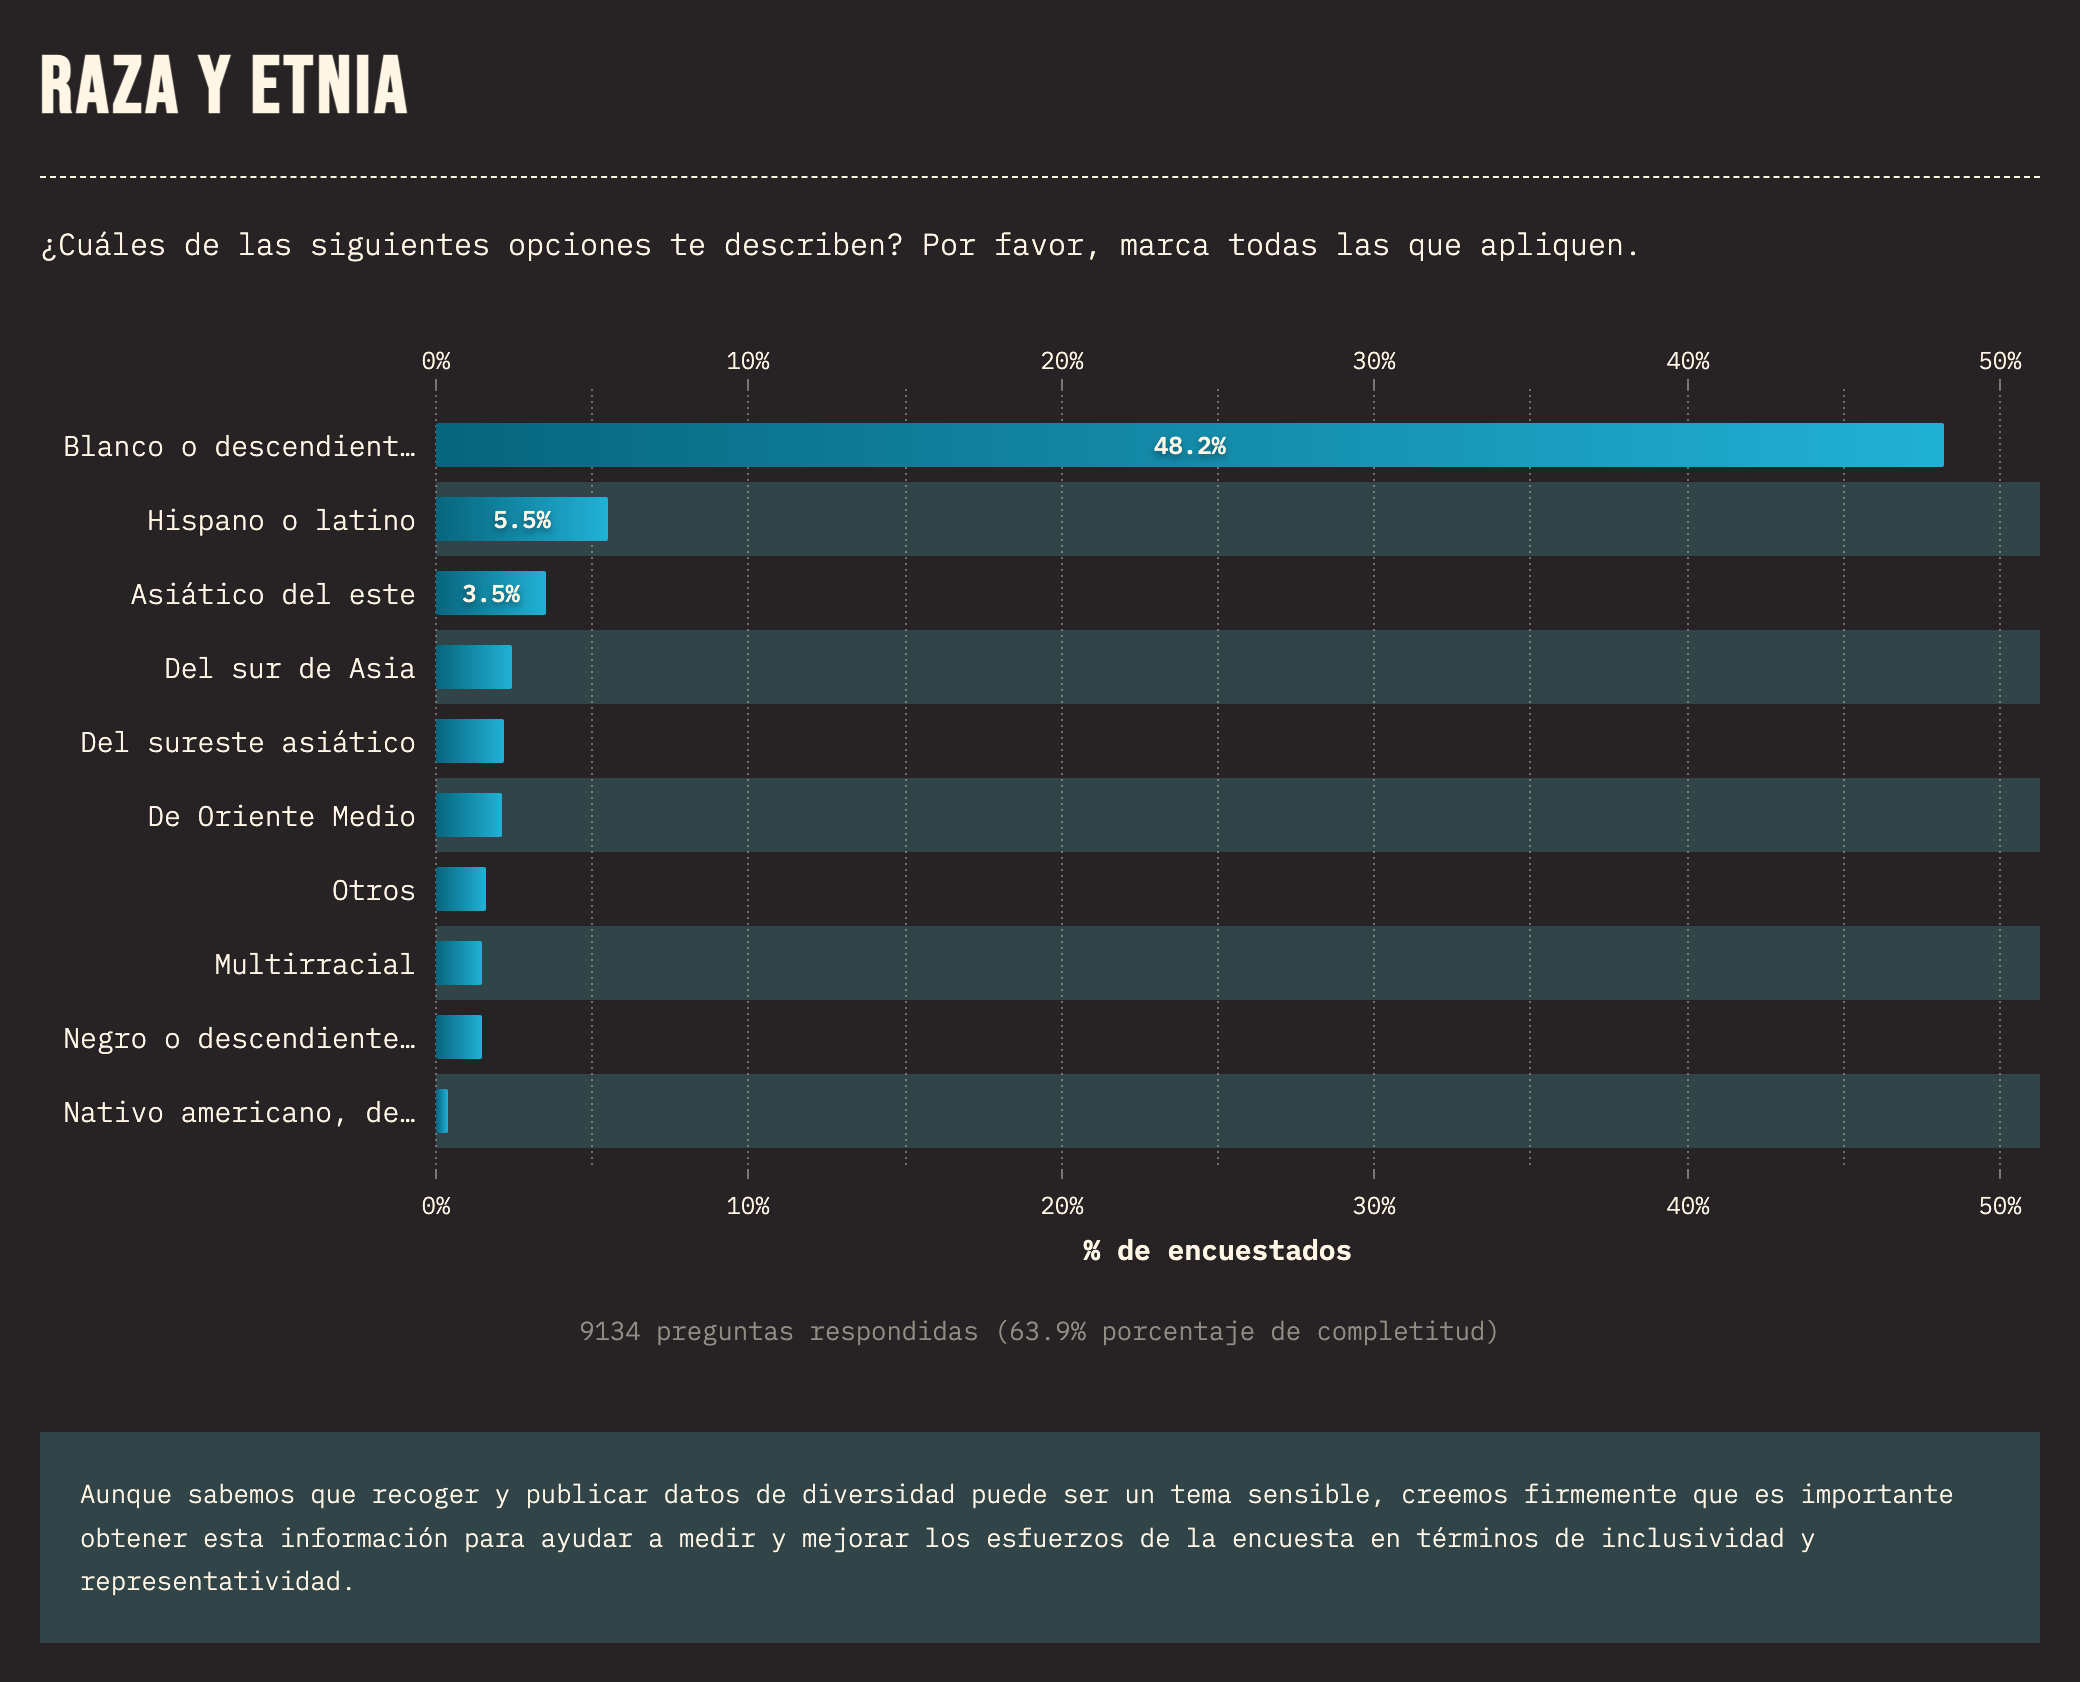 RAZA Y ETNIA
¿Cuáles de las siguientes opciones te describen? Por favor, marca todas las que apliquen.
0% 10% 20% 30% 40% 50%
Blanco o descendient… 48.2%
Hispano o latino 5.5%
Asiático del este 3.5%
Del sur de Asia
Del sureste asiático
De Oriente Medio
Otros
Multirracial
Negro o descendiente…
Nativo americano, de…
0% 10% 20% 30% 40% 50%
% de encuestados
9134 preguntas respondidas (63.9% porcentaje de completitud)
Aunque sabemos que recoger y publicar datos de diversidad puede ser un tema sensible, creemos firmemente que es importante
obtener esta información para ayudar a medir y mejorar los esfuerzos de la encuesta en términos de inclusividad y
representatividad.